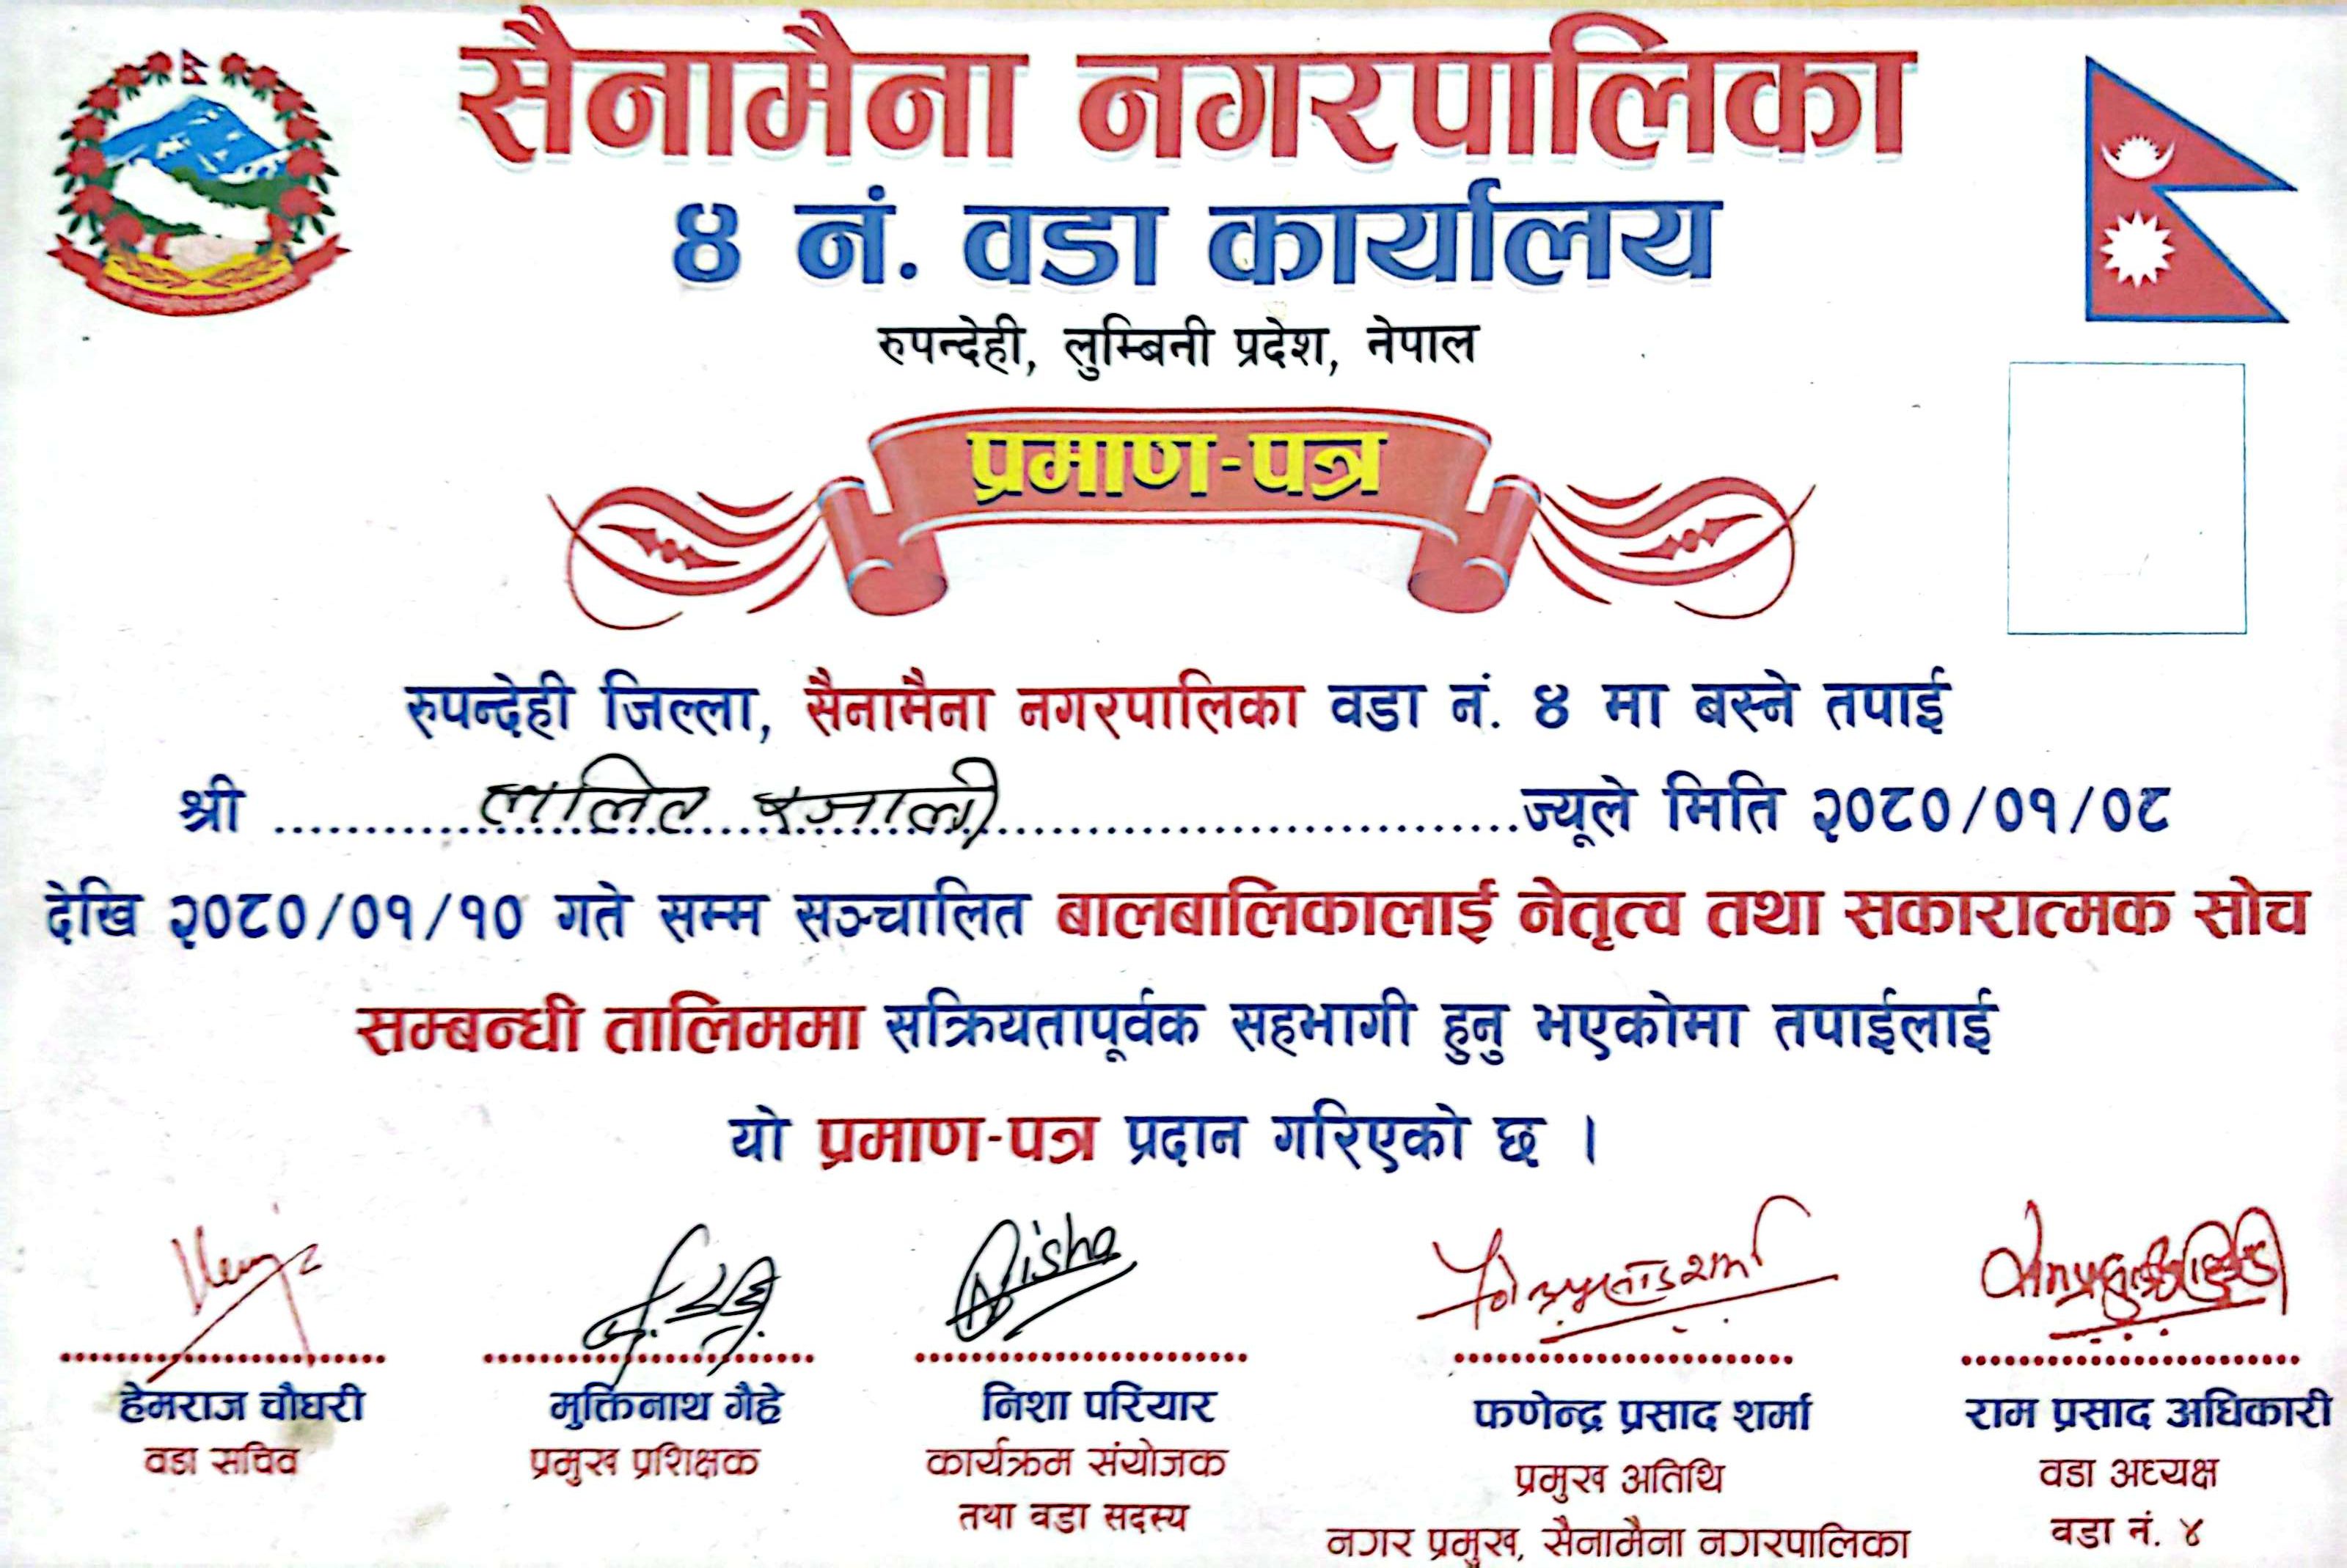 सैनामैना नगरपालिका
४ नं. वडा कार्यालय
रुपन्देही, लुम्बिनी प्रदेश, नेपाल
प्रमाण-पत्र
रुपन्देही जिल्ला, सैनामैना नगरपालिका वडा नं. ४ मा बस्ने तपाई
श्री ........................ज्यूले मिति २०८०/०१/०८
देखि २०८०/०१/१० गते सम्म सञ्चालित बालबालिकालाई नेतृत्व तथा सकारात्मक सोच
सम्बन्धी तालिममा सक्रियतापूर्वक सहभागी हुनु भएकोमा तपाईलाई
यो प्रमाण-पत्र प्रदान गरिएको छ ।
Nisha
हेमराज चौधरी मुक्तिनाथ गैह्रे निशा परियार फणेन्द्र प्रसाद शर्मा राम प्रसाद अधिकारी
वडा सचिव प्रमुख प्रशिक्षक कार्यक्रम संयोजक प्रमुख अतिथि वडा अध्यक्ष
तथा वडा सदस्य नगर प्रमुख, सैनामैना नगरपालिका वडा नं. ४